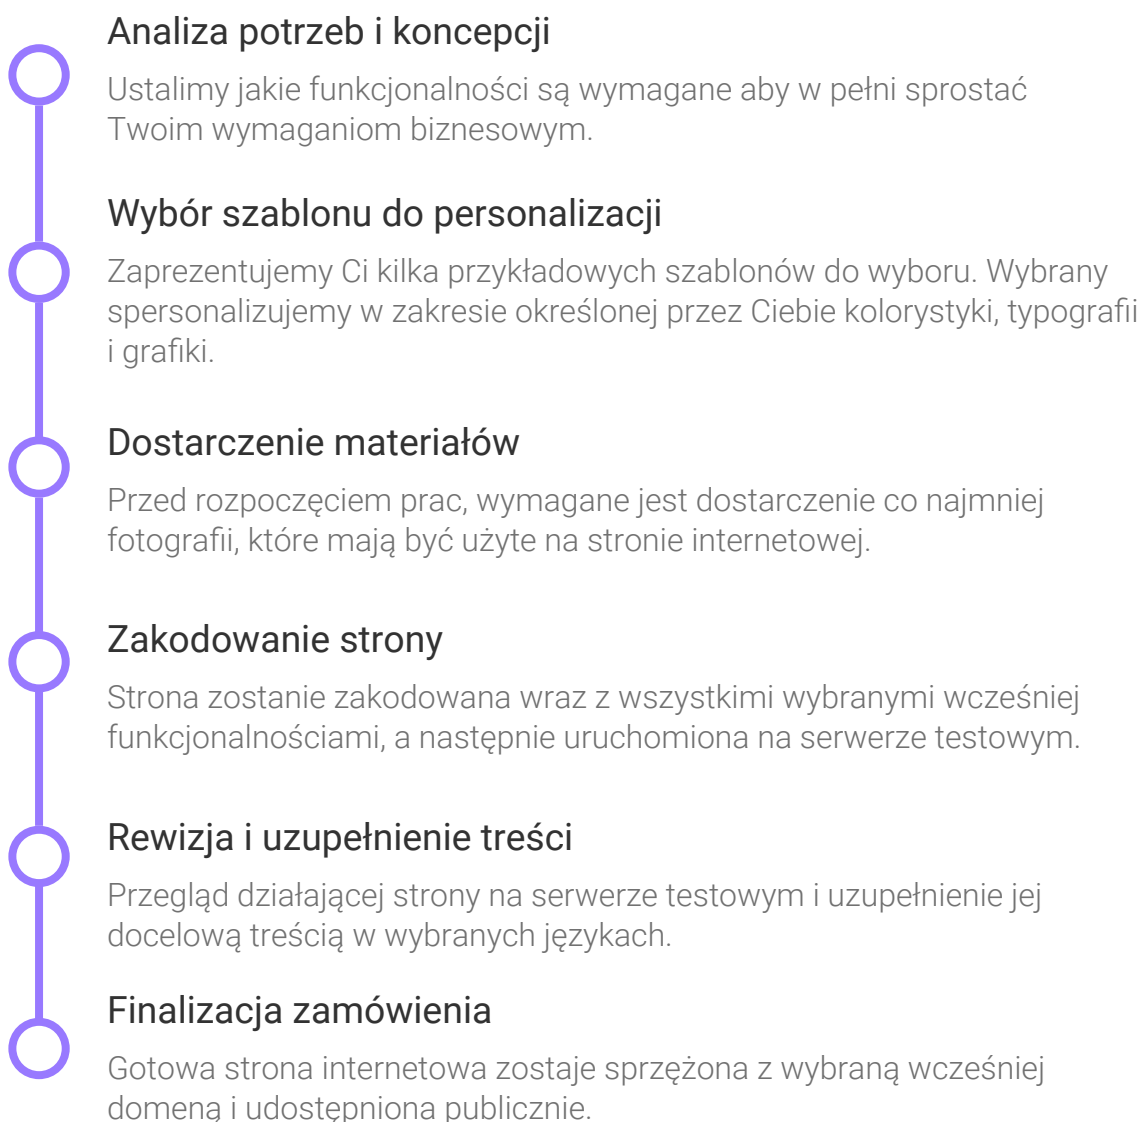 Analiza potrzeb i koncepcji
Ustalimy jakie funkcjonalności są wymagane aby w pełni sprostać
Twoim wymaganiom biznesowym.
Wybór szablonu do personalizacji
Zaprezentujemy Ci kilka przykładowych szablonów do wyboru. Wybrany
spersonalizujemy w zakresie określonej przez Ciebie kolorystyki, typografii
i grafiki.
Dostarczenie materiałów
Przed rozpoczęciem prac, wymagane jest dostarczenie co najmniej
fotografii, które mają być użyte na stronie internetowej.
Zakodowanie strony
Strona zostanie zakodowana wraz z wszystkimi wybranymi wcześniej
funkcjonalnościami, a następnie uruchomiona na serwerze testowym.
Rewizja i uzupełnienie treści
Przegląd działającej strony na serwerze testowym i uzupełnienie jej
docelową treścią w wybranych językach.
Finalizacja zamówienia
Gotowa strona internetowa zostaje sprzężona z wybraną wcześniej
domeną i udostępniona publicznie.